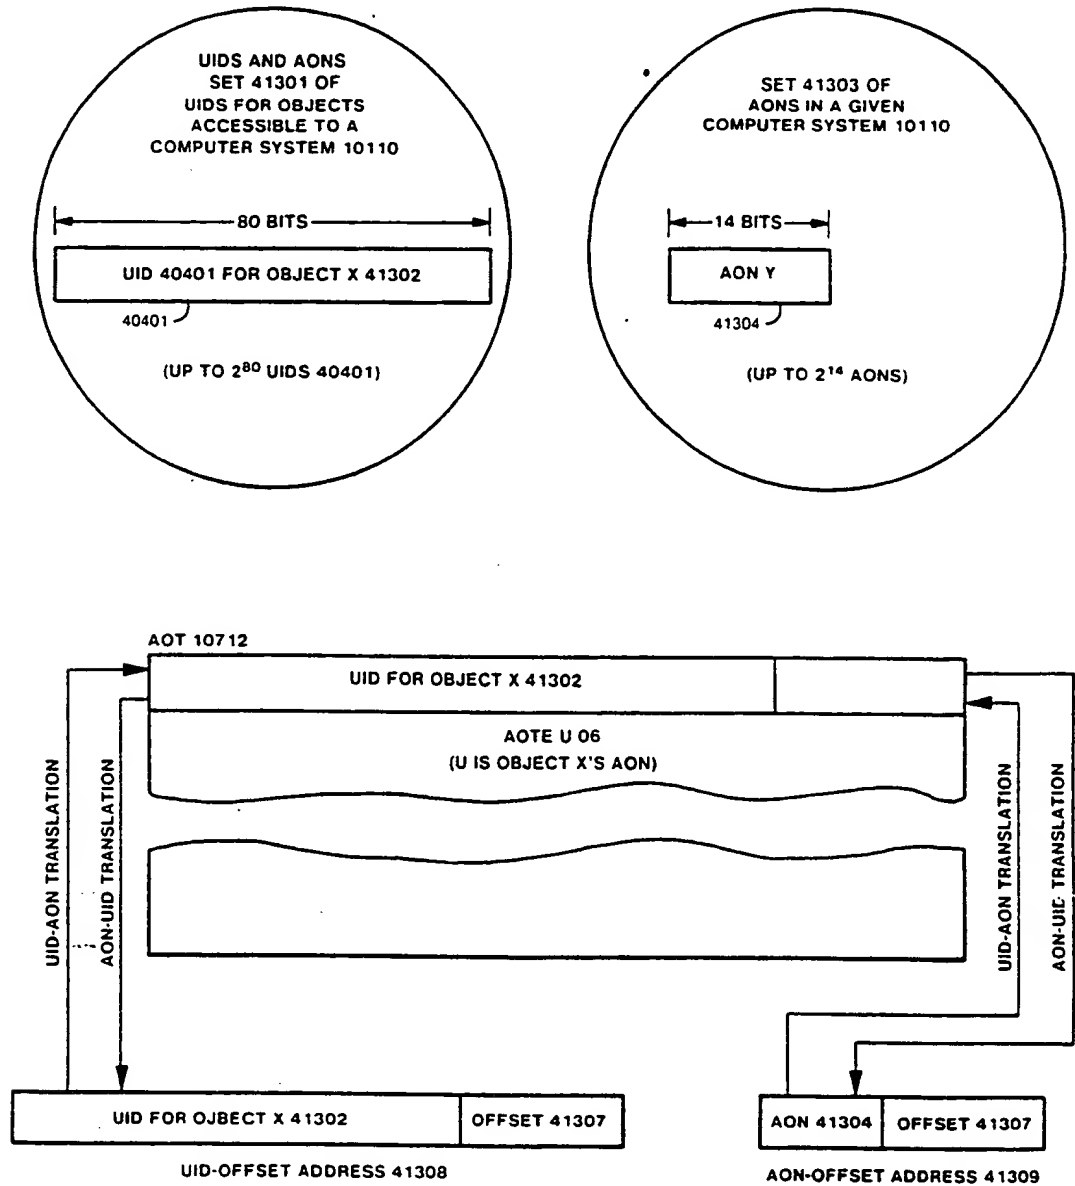 UIDS AND AONS
SET 41301 OF
UIDS FOR OBJECTS
ACCESSIBLE TO A
COMPUTER SYSTEM 10110
80 BITS
UID 40401 FOR OBJECT X 41302
40401
(UP TO 2⁸⁰ UIDS 40401)
SET 41303 OF
AONS IN A GIVEN
COMPUTER SYSTEM 10110
14 BITS
AON Y
41304
(UP TO 2¹⁴ AONS)
AOT 10712
UID FOR OBJECT X 41302
AOTE U 06
(U IS OBJECT X'S AON)
UID-AON TRANSLATION
AON-UID TRANSLATION
UID-AON TRANSLATION
AON-UID TRANSLATION
UID FOR OJBECT X 41302
OFFSET 41307
UID-OFFSET ADDRESS 41308
AON 41304
OFFSET 41307
AON-OFFSET ADDRESS 41309